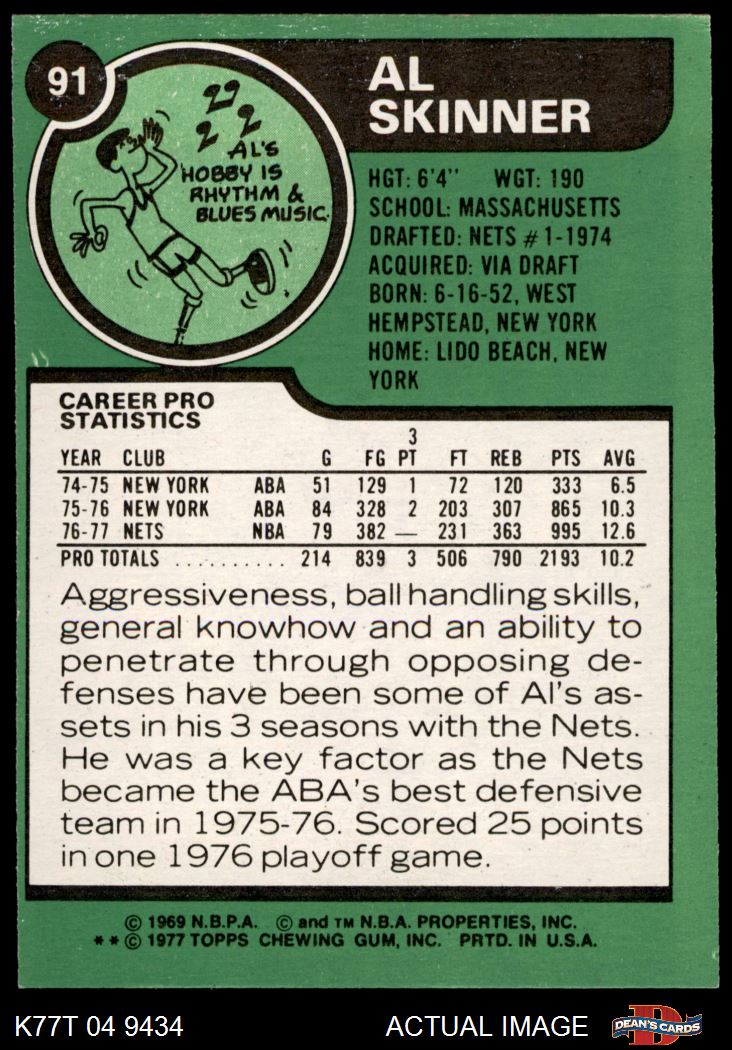 91
AL
SKINNER
AL'S
HOBBY IS
RHYTHM &
BLUES MUSIC.
HGT: 6'4" WGT: 190
SCHOOL: MASSACHUSETTS
DRAFTED: NETS #1-1974
ACQUIRED: VIA DRAFT
BORN: 6-16-52, WEST
HEMPSTEAD, NEW YORK
HOME: LIDO BEACH, NEW
YORK
CAREER PRO
STATISTICS
YEAR CLUB G FG 3 PT FT REB PTS AVG
74-75 NEW YORK ABA 51 129 1 72 120 333 6.5
75-76 NEW YORK ABA 84 328 2 203 307 865 10.3
76-77 NETS NBA 79 382 — 231 363 995 12.6
PRO TOTALS .......... 214 839 3 506 790 2193 10.2
Aggressiveness, ball handling skills,
general knowhow and an ability to
penetrate through opposing de-
fenses have been some of Al's as-
sets in his 3 seasons with the Nets.
He was a key factor as the Nets
became the ABA's best defensive
team in 1975-76. Scored 25 points
in one 1976 playoff game.
© 1969 N.B.P.A. © and TM N.B.A. PROPERTIES, INC.
** © 1977 TOPPS CHEWING GUM, INC. PRTD. IN U.S.A.
K77T 04 9434 ACTUAL IMAGE DEAN'S CARDS